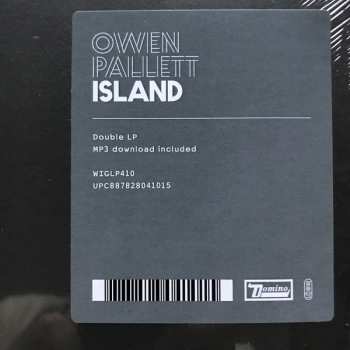 OWEN
PALLETT
ISLAND
Double LP
MP3 download included
WIGLP410
UPC887828041015
Domino